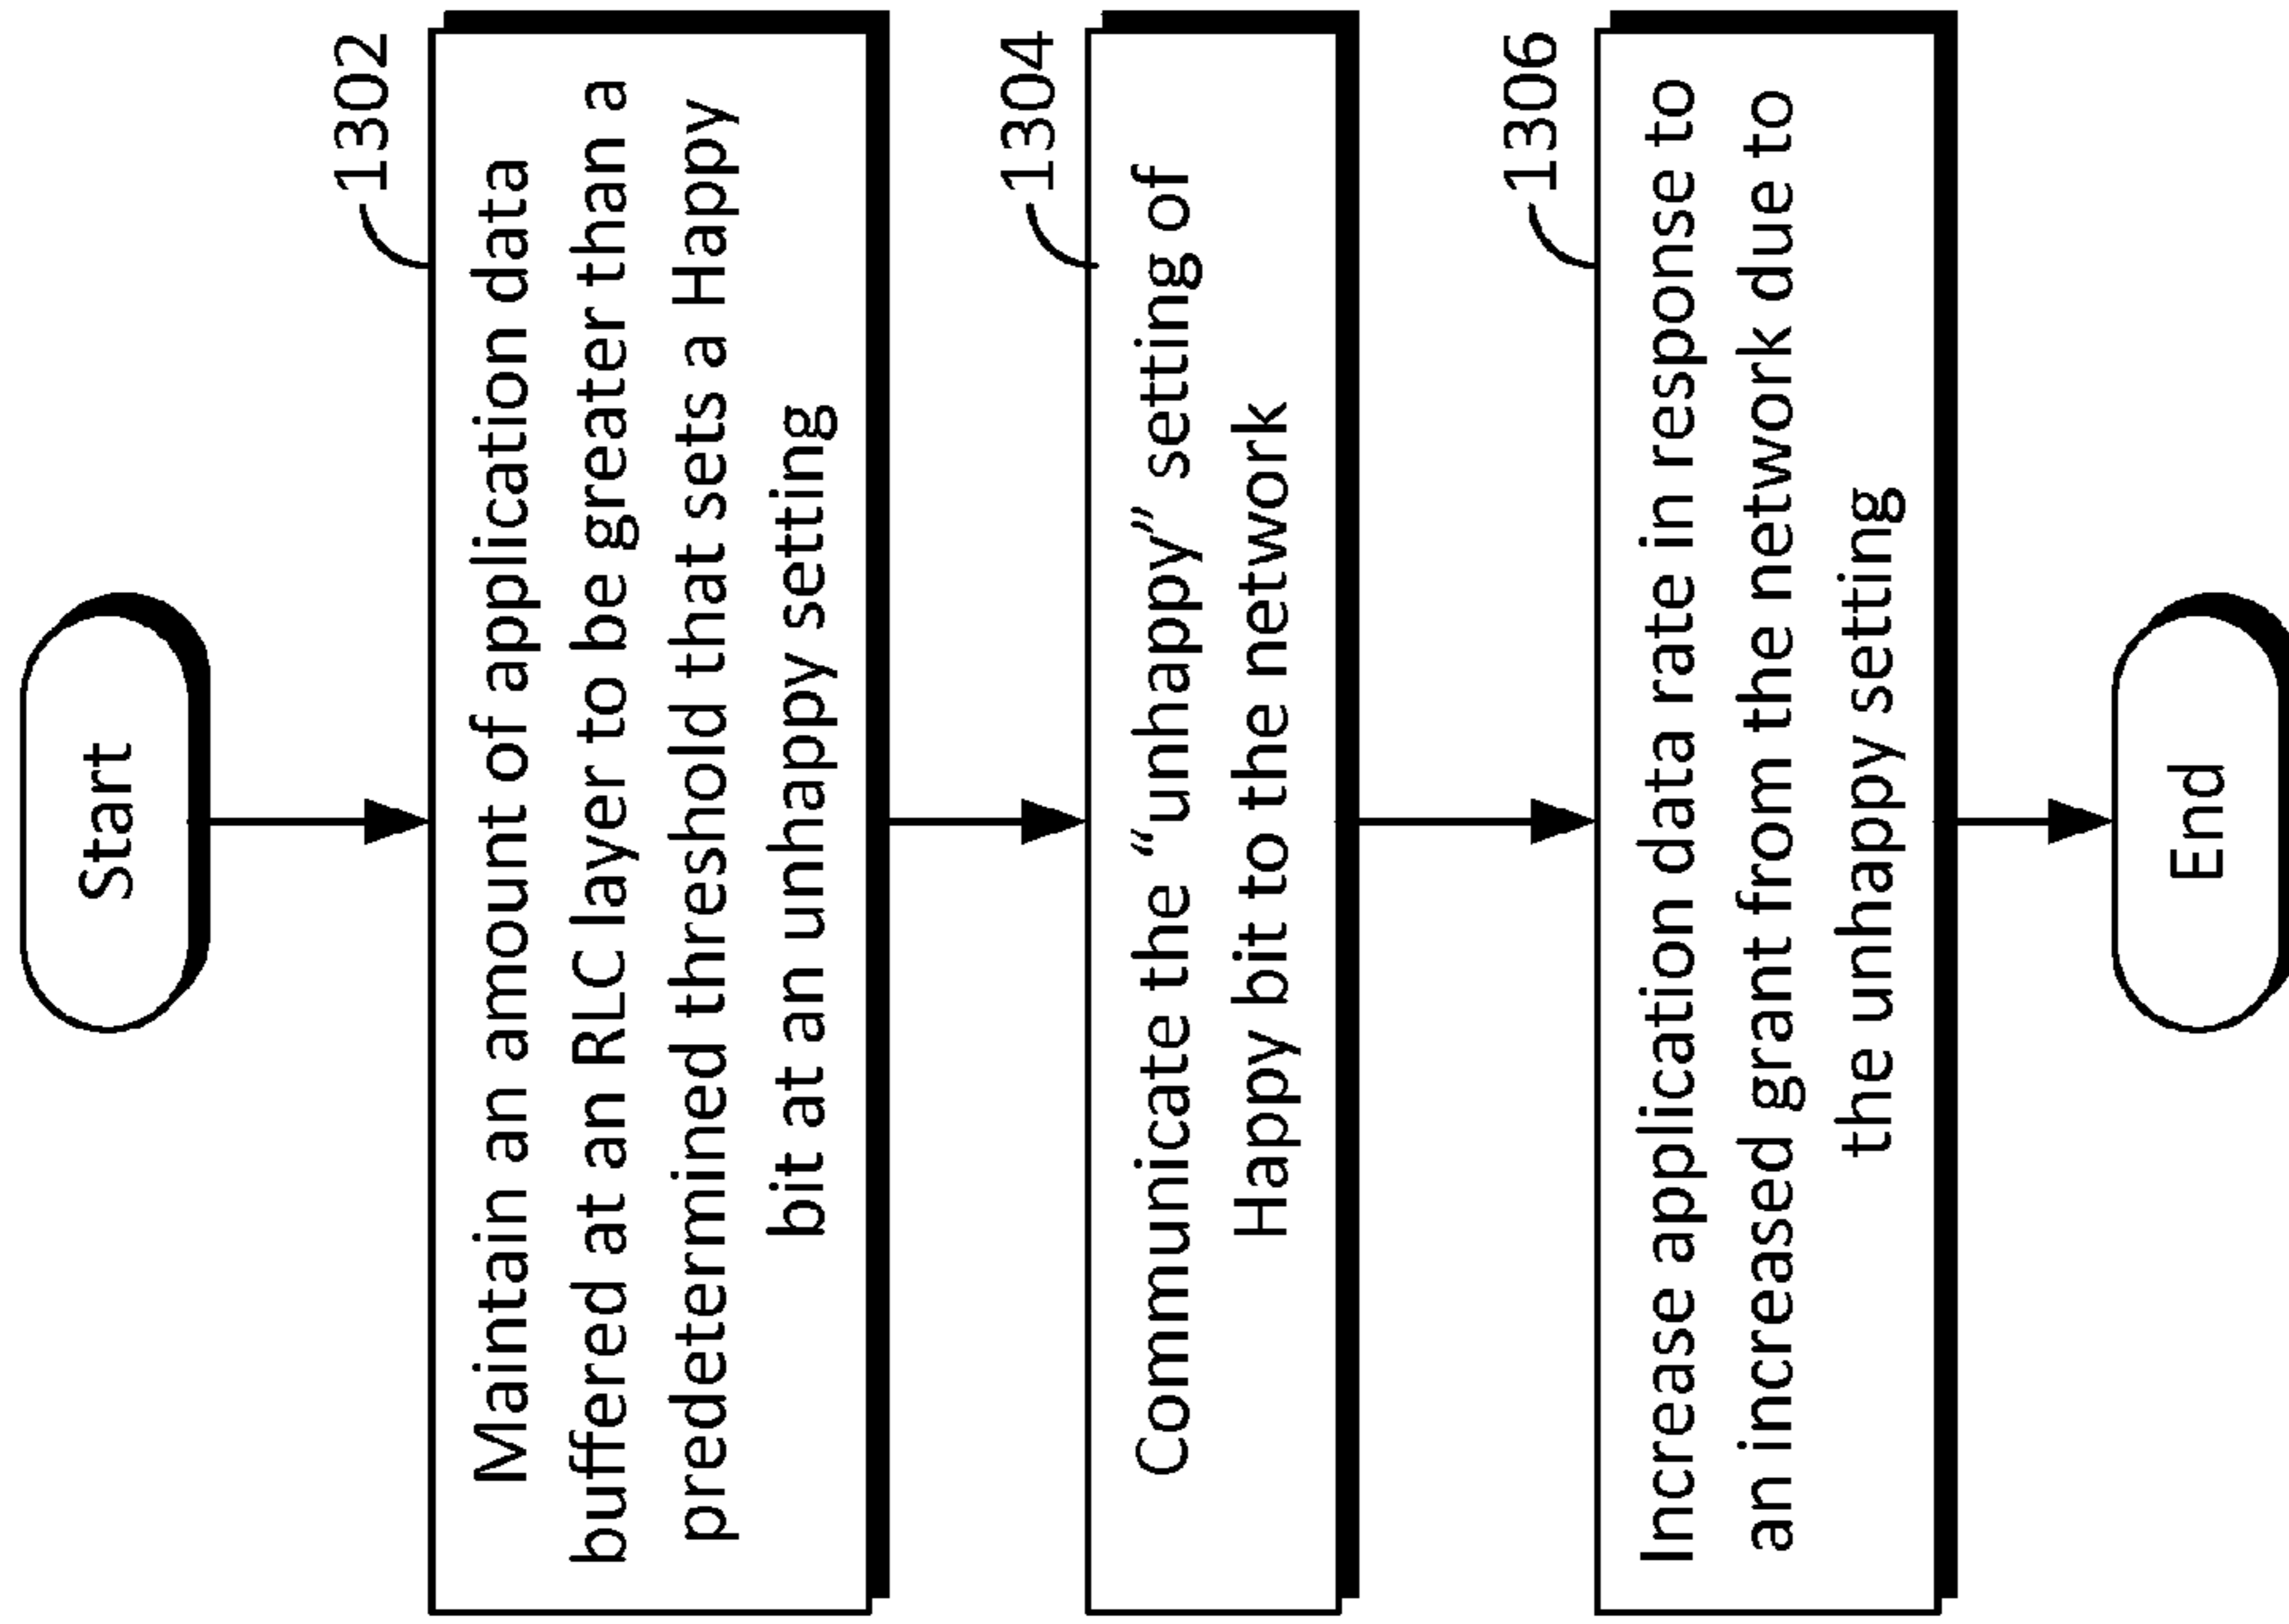 Start
1302
Maintain an amount of application data
buffered at an RLC layer to be greater than a
predetermined threshold that sets a Happy
bit at an unhappy setting
1304
Communicate the “unhappy” setting of
Happy bit to the network
1306
Increase application data rate in response to
an increased grant from the network due to
the unhappy setting
End